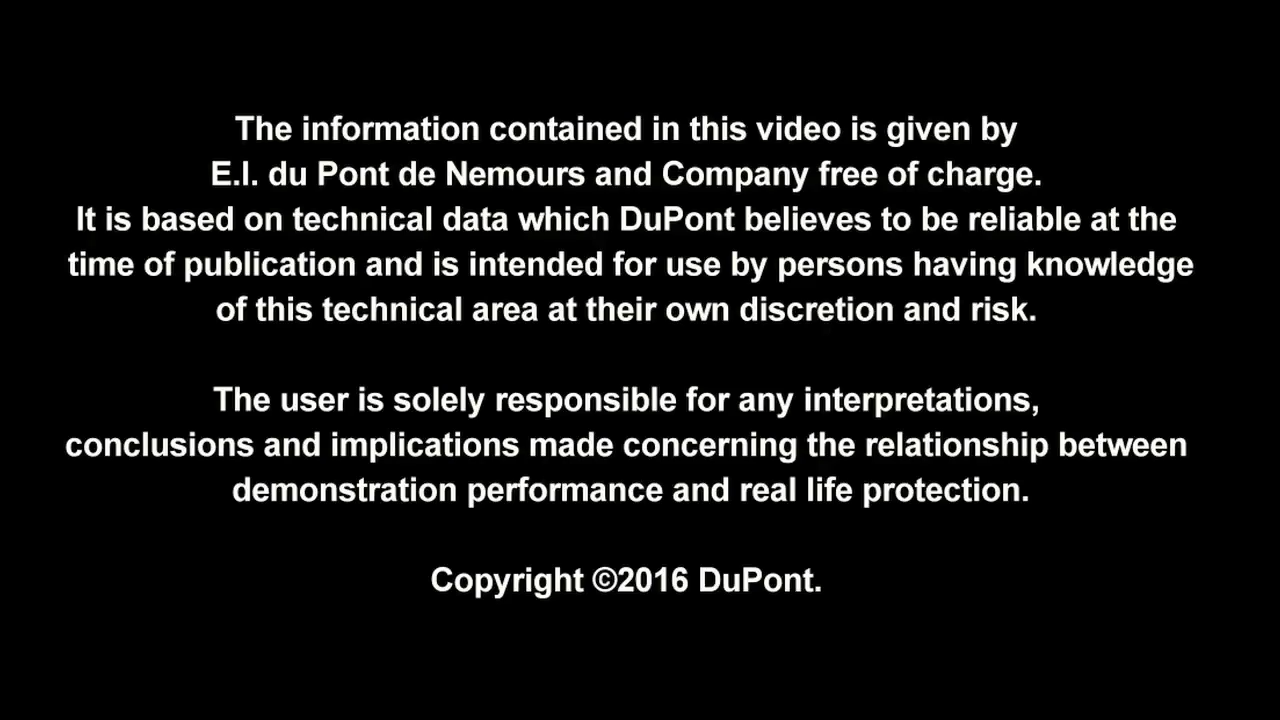 The information contained in this video is given by
E.I. du Pont de Nemours and Company free of charge.
It is based on technical data which DuPont believes to be reliable at the
time of publication and is intended for use by persons having knowledge
of this technical area at their own discretion and risk.
The user is solely responsible for any interpretations,
conclusions and implications made concerning the relationship between
demonstration performance and real life protection.
Copyright ©2016 DuPont.